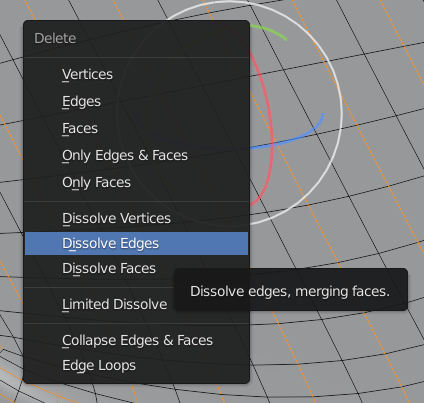 Delete
Vertices
Edges
Faces
Only Edges & Faces
Only Faces
Dissolve Vertices
Dissolve Edges
Dissolve Faces
Dissolve edges, merging faces.
Limited Dissolve
Collapse Edges & Faces
Edge Loops